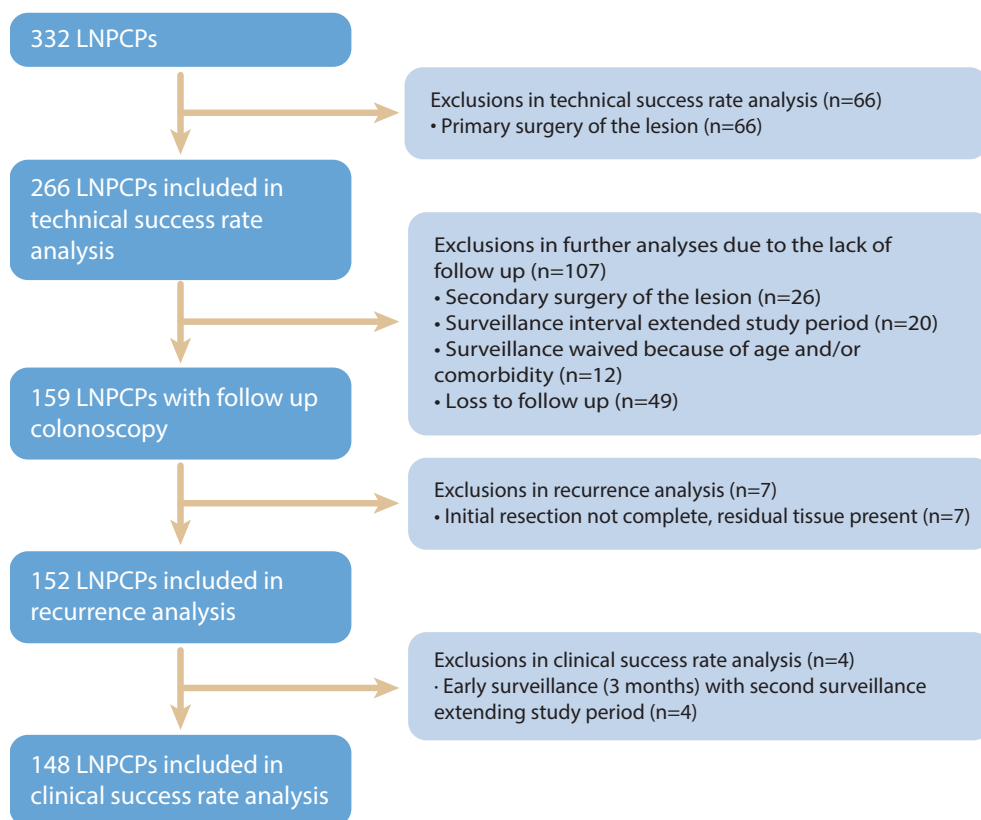 332 LNPCPs
Exclusions in technical success rate analysis (n=66)
• Primary surgery of the lesion (n=66)
266 LNPCPs included in
technical success rate
analysis
Exclusions in further analyses due to the lack of
follow up (n=107)
• Secondary surgery of the lesion (n=26)
• Surveillance interval extended study period (n=20)
• Surveillance waived because of age and/or
comorbidity (n=12)
• Loss to follow up (n=49)
159 LNPCPs with follow up
colonoscopy
Exclusions in recurrence analysis (n=7)
• Initial resection not complete, residual tissue present (n=7)
152 LNPCPs included in
recurrence analysis
Exclusions in clinical success rate analysis (n=4)
· Early surveillance (3 months) with second surveillance
extending study period (n=4)
148 LNPCPs included in
clinical success rate analysis